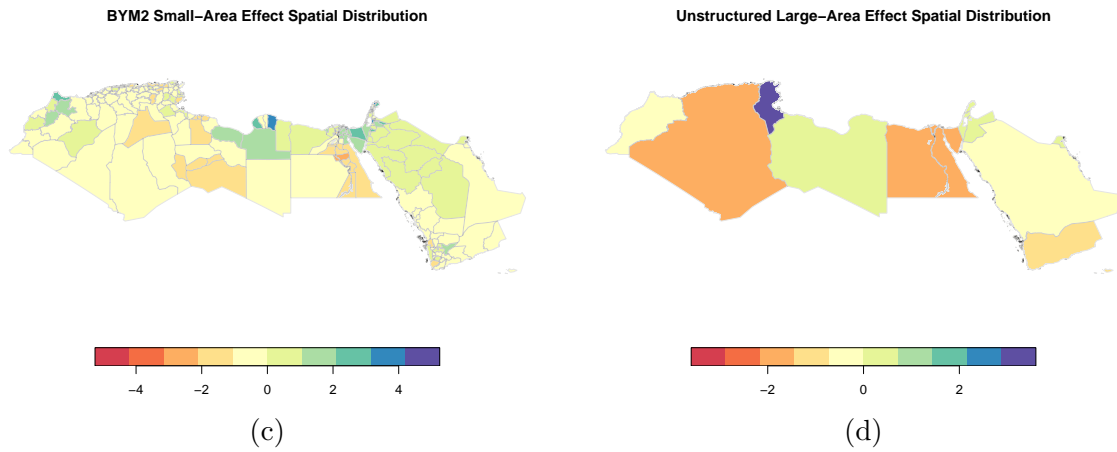 BYM2 Small−Area Effect Spatial Distribution
Unstructured Large−Area Effect Spatial Distribution
−4 −2 0 2 4
−2 0 2
(c)
(d)